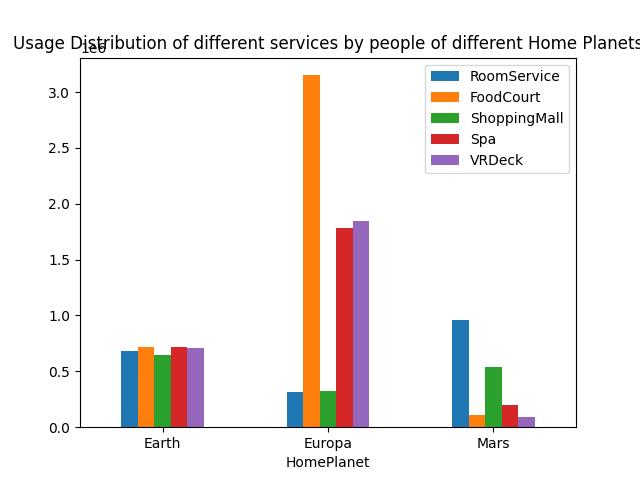 Usage Distribution of different services by people of different Home Planets
1e6
3.0
2.5
2.0
1.5
1.0
0.5
0.0
RoomService
FoodCourt
ShoppingMall
Spa
VRDeck
Earth
Europa
Mars
HomePlanet